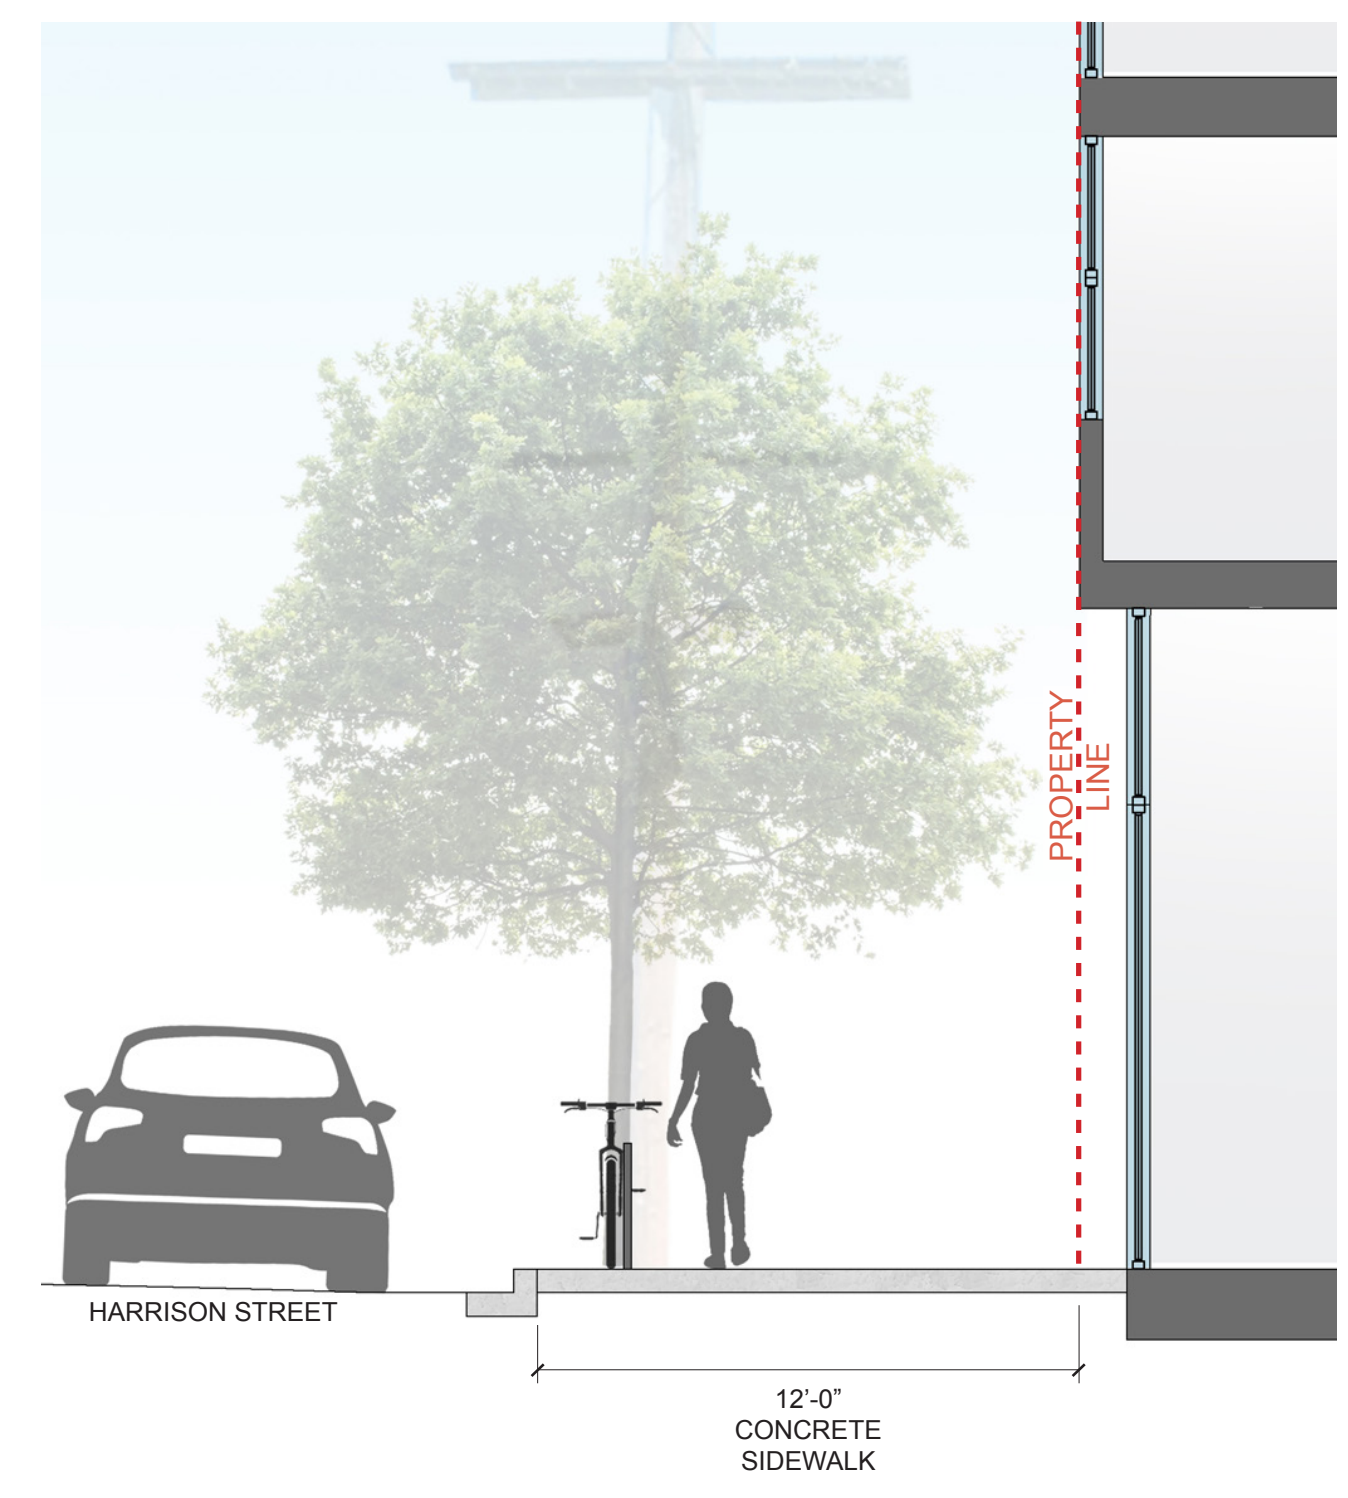 PROPERTY
LINE
HARRISON STREET
12’-0”
CONCRETE
SIDEWALK